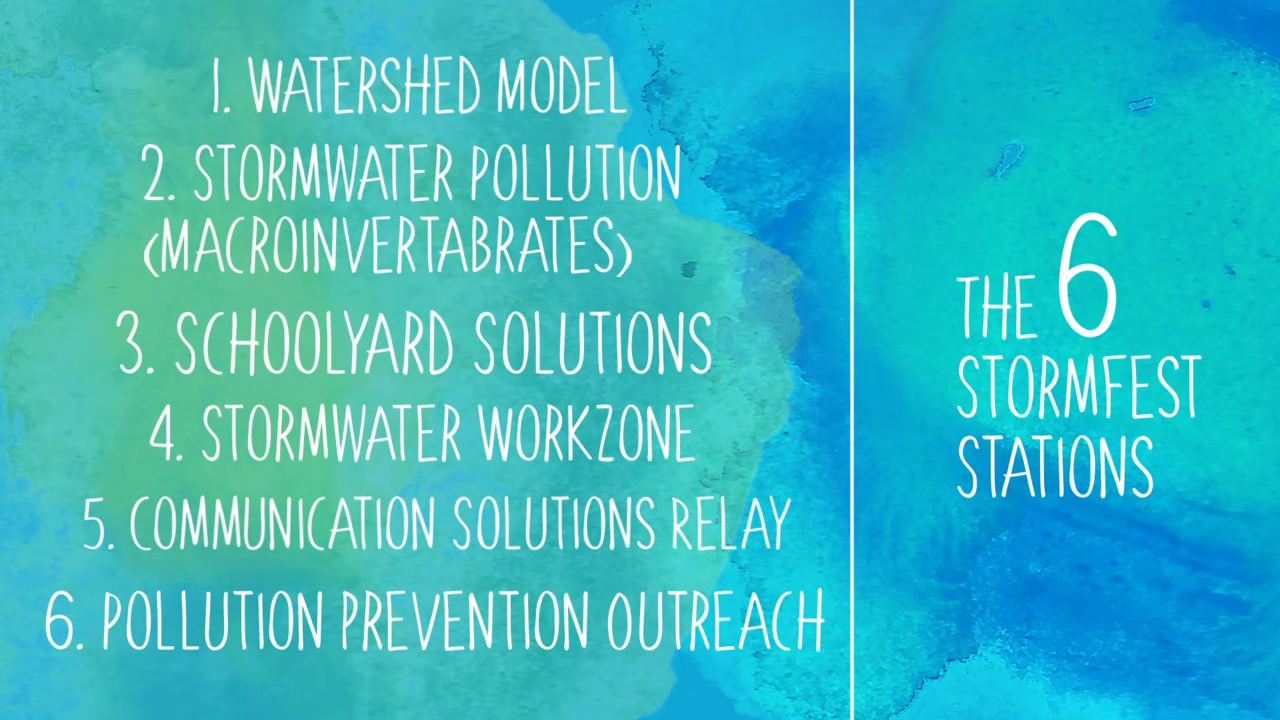 1. WATERSHED MODEL
2. STORMWATER POLLUTION
(MACROINVERTABRATES)
3. SCHOOLYARD SOLUTIONS
4. STORMWATER WORKZONE
5. COMMUNICATION SOLUTIONS RELAY
6. POLLUTION PREVENTION OUTREACH
THE 6
STORMFEST
STATIONS